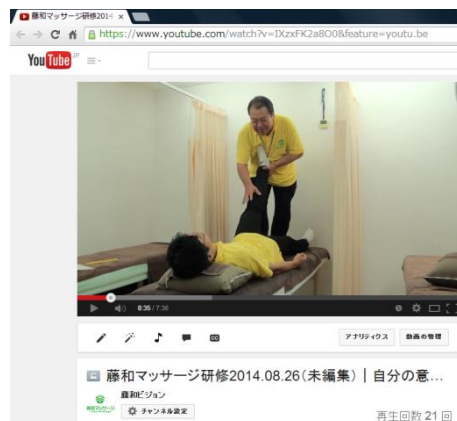 藤和マッサージ研修2014
https://www.youtube.com/watch?v=IXzxFK2a8O0&feature=youtu.be
YouTube JP
0:35 / 7:36
アナリティクス
動画の管理
藤和マッサージ研修2014.08.26（未編集）｜自分の意...
藤和ビジョン
チャンネル設定
再生回数 21 回